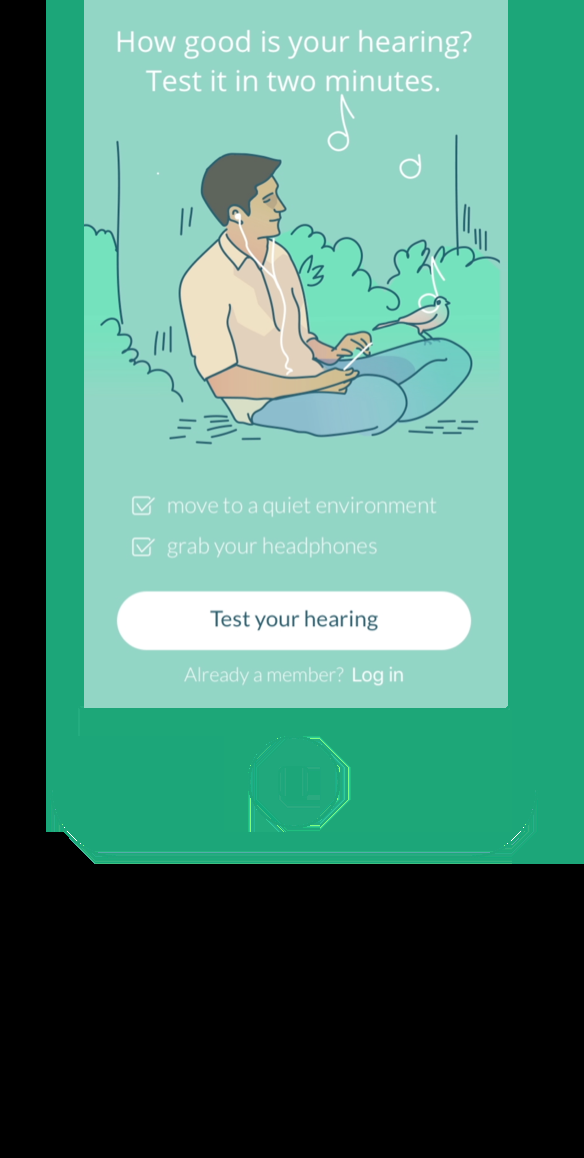 How good is your hearing?
Test it in two minutes.
move to a quiet environment
grab your headphones
Test your hearing
Already a member? Log in